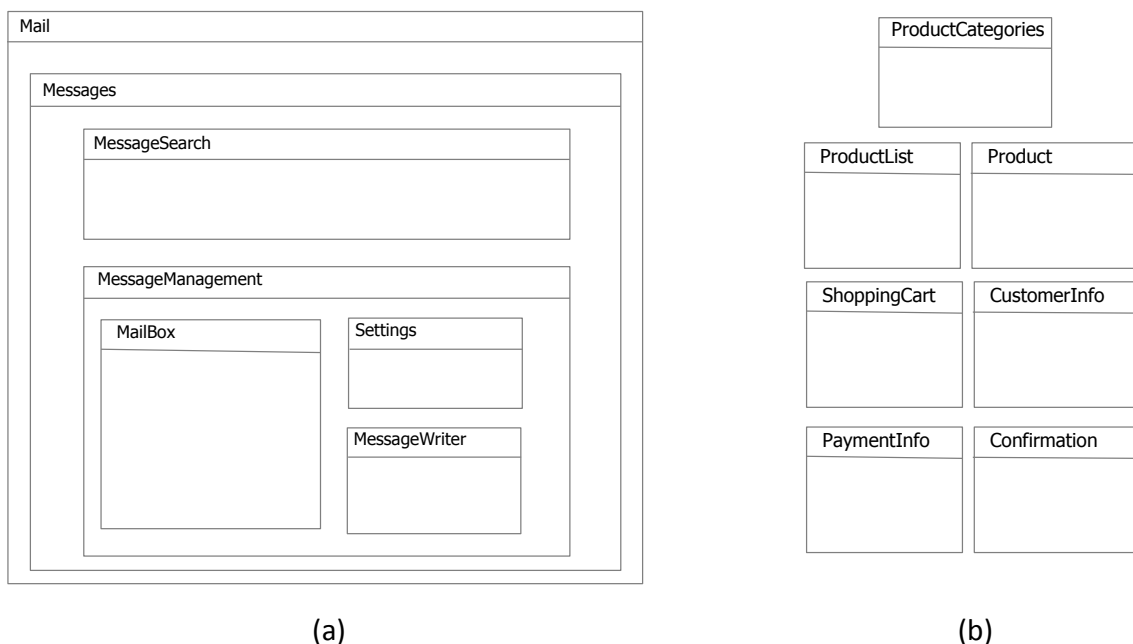 Mail
Messages
MessageSearch
MessageManagement
MailBox
Settings
MessageWriter
(a)
ProductCategories
ProductList
Product
ShoppingCart
CustomerInfo
PaymentInfo
Confirmation
(b)